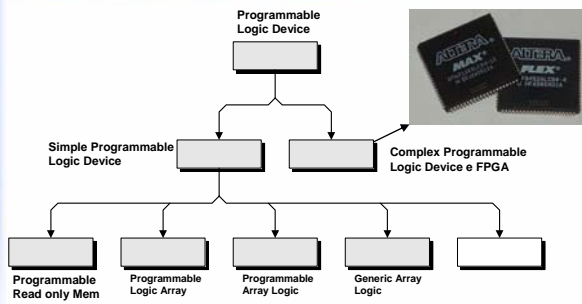 Programmable
Logic Device
ALTERA
MAX
ALTERA
FLEX
Simple Programmable
Logic Device
Complex Programmable
Logic Device e FPGA
Programmable
Read only Mem
Programmable
Logic Array
Programmable
Array Logic
Generic Array
Logic